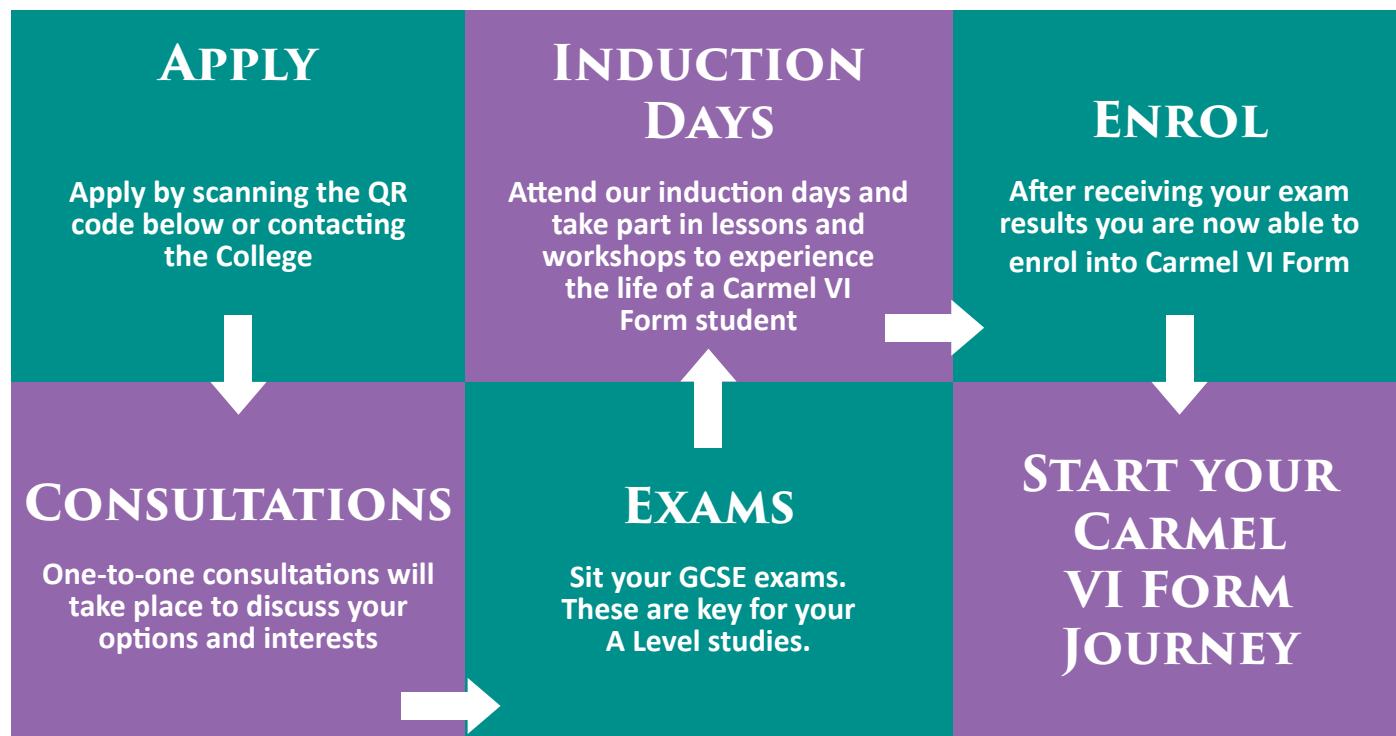 APPLY
Apply by scanning the QR
code below or contacting
the College
CONSULTATIONS
One-to-one consultations will
take place to discuss your
options and interests
EXAMS
Sit your GCSE exams.
These are key for your
A Level studies.
INDUCTION
DAYS
Attend our induction days and
take part in lessons and
workshops to experience
the life of a Carmel VI
Form student
ENROL
After receiving your exam
results you are now able to
enrol into Carmel VI Form
START YOUR
CARMEL
VI FORM
JOURNEY